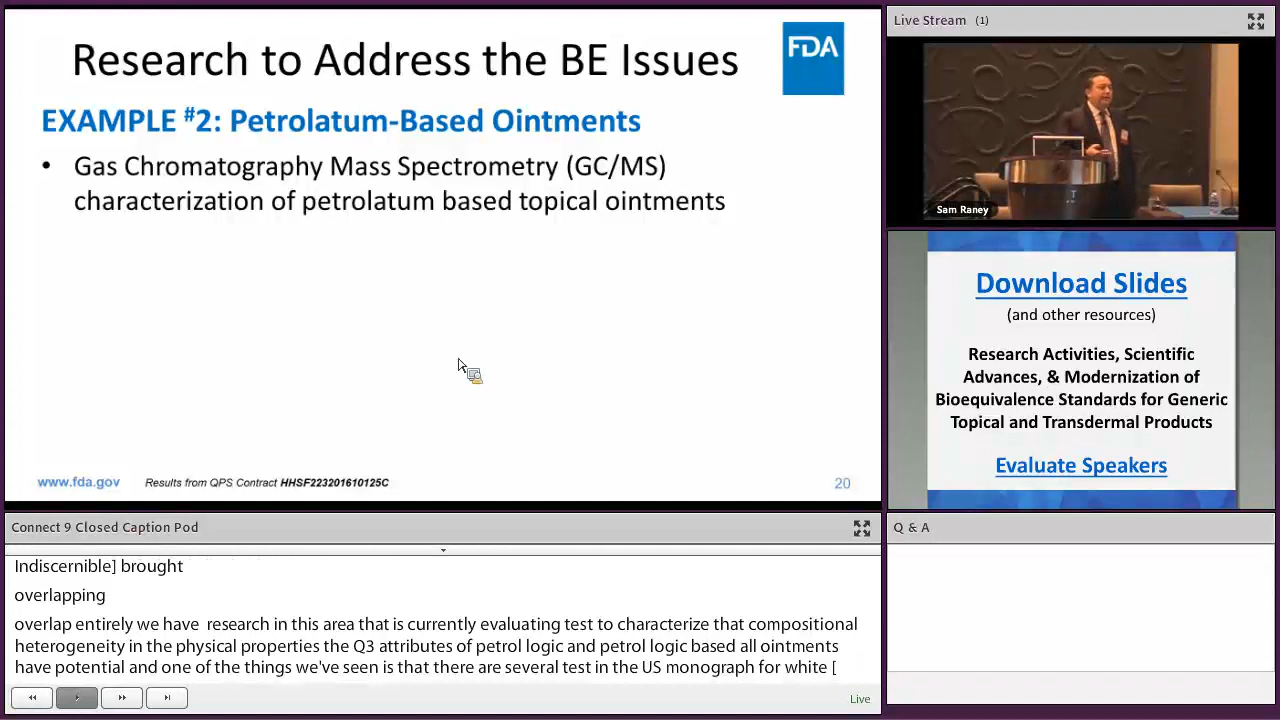 Research to Address the BE Issues
FDA
EXAMPLE #2: Petrolatum-Based Ointments
• Gas Chromatography Mass Spectrometry (GC/MS)
characterization of petrolatum based topical ointments
www.fda.gov
Results from QPS Contract HHSF223201610125C
20
Live Stream (1)
Sam Raney
Download Slides
(and other resources)
Research Activities, Scientific
Advances, & Modernization of
Bioequivalence Standards for Generic
Topical and Transdermal Products
Evaluate Speakers
Connect 9 Closed Caption Pod
Indiscernible] brought
overlapping
overlap entirely we have research in this area that is currently evaluating test to characterize that compositional
heterogeneity in the physical properties the Q3 attributes of petrol logic and petrol logic based all ointments
have potential and one of the things we've seen is that there are several test in the US monograph for white [
Live
Q & A